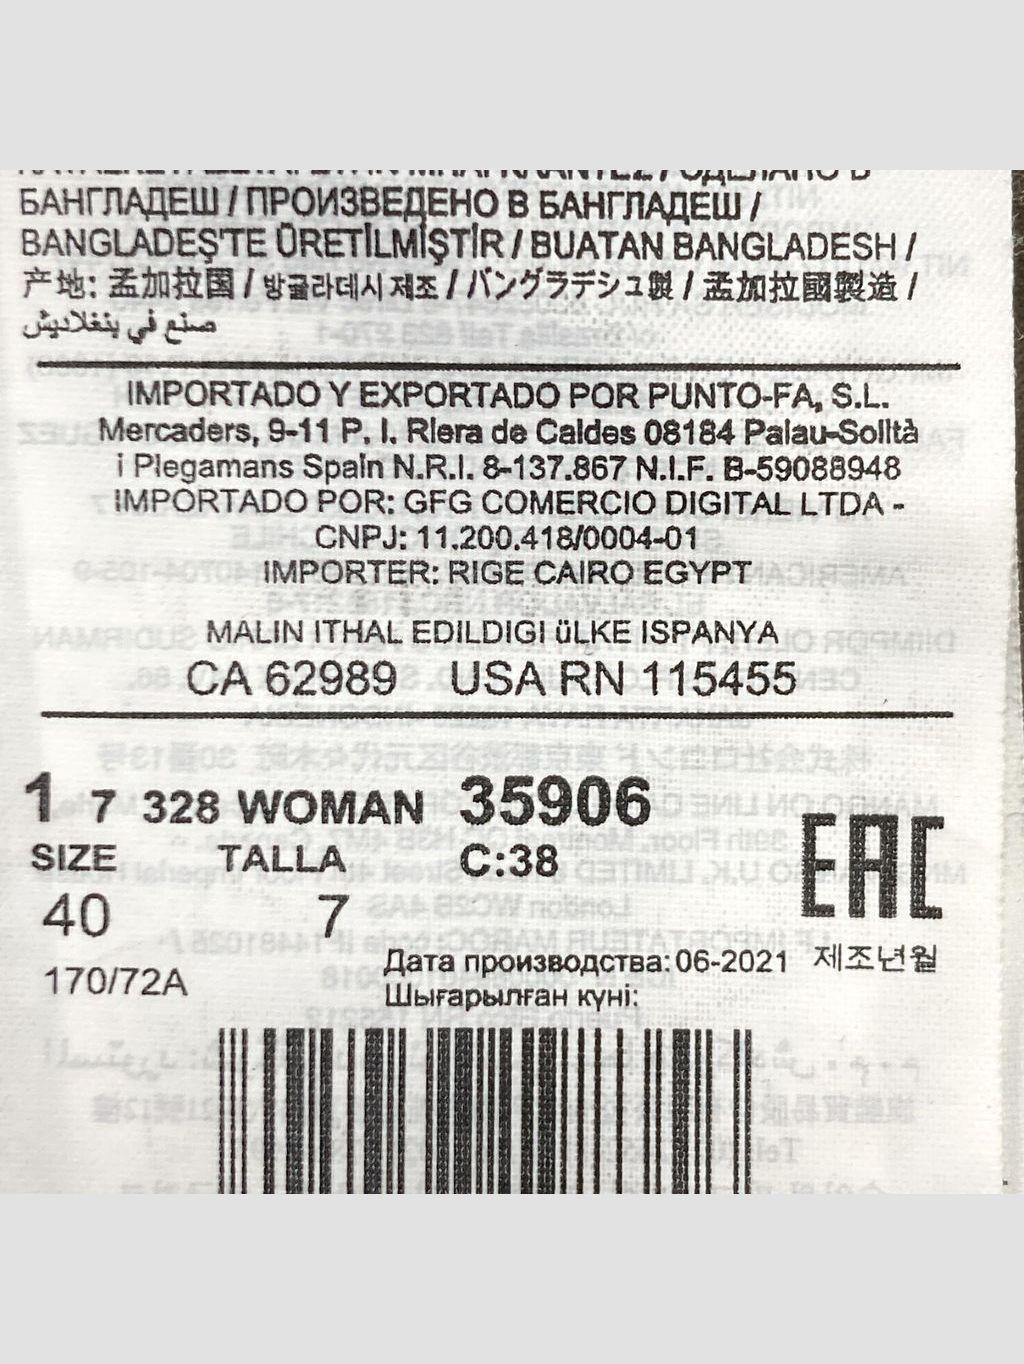 СДЕЛАНО В
БАНГЛАДЕШ / ПРОИЗВЕДЕНО В БАНГЛАДЕШ /
BANGLADEŞ'TE ÜRETİLMİŞTİR / BUATAN BANGLADESH /
产地: 孟加拉国 / 방글라데시 제조 / バングラデシュ製 / 孟加拉國製造 /
صنع في بنغلاديش
IMPORTADO Y EXPORTADO POR PUNTO-FA, S.L.
Mercaders, 9-11 P. I. Riera de Caldes 08184 Palau-Solità
i Plegamans Spain N.R.I. 8-137.867 N.I.F. B-59088948
IMPORTADO POR: GFG COMERCIO DIGITAL LTDA -
CNPJ: 11.200.418/0004-01
IMPORTER: RIGE CAIRO EGYPT
MALIN ITHAL EDILDIGI üLKE ISPANYA
CA 62989 USA RN 115455
1 7 328 WOMAN 35906
SIZE TALLA C:38
EAC
40 7
170/72A
Дата производства: 06-2021 제조년월
Шығарылған күні: